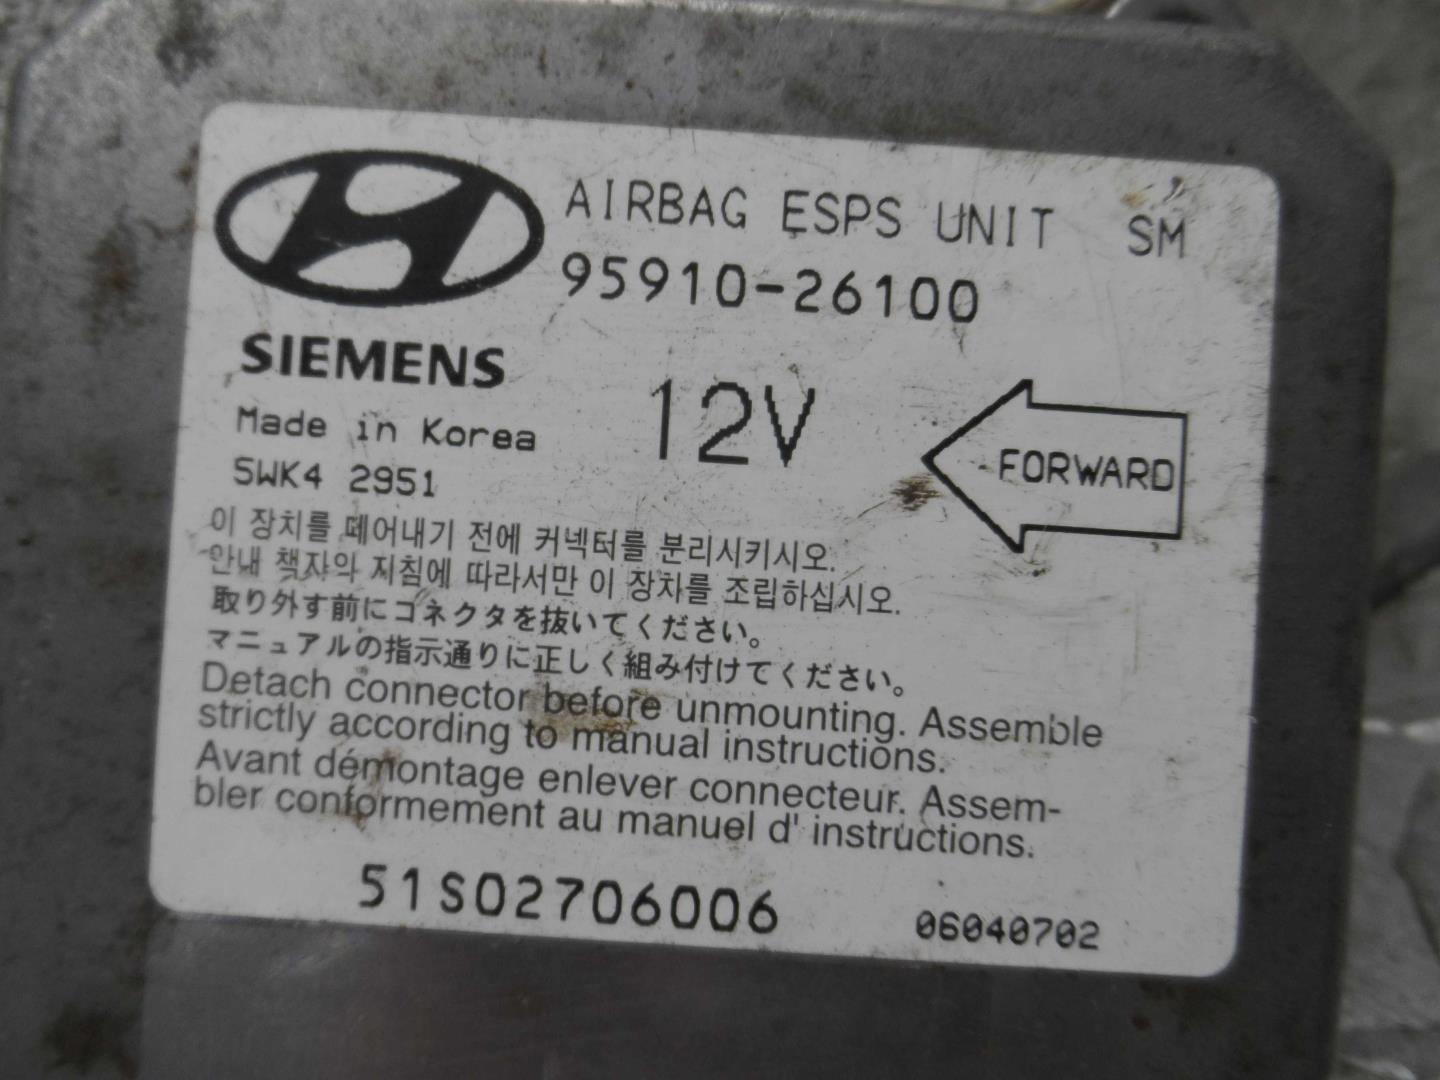 AIRBAG ESPS UNIT SM
95910-26100
SIEMENS
12V
FORWARD
Made in Korea
5WK4 2951
이 장치를 떼어내기 전에 커넥터를 분리시키시오.
안내 책자의 지침에 따라서만 이 장치를 조립하십시오.
取り外す前にコネクタを抜いてください。
マニュアルの指示通りに正しく組み付けてください。
Detach connector before unmounting. Assemble
strictly according to manual instructions.
Avant démontage enlever connecteur. Assem-
bler conformement au manuel d' instructions.
51S02706006
06040702